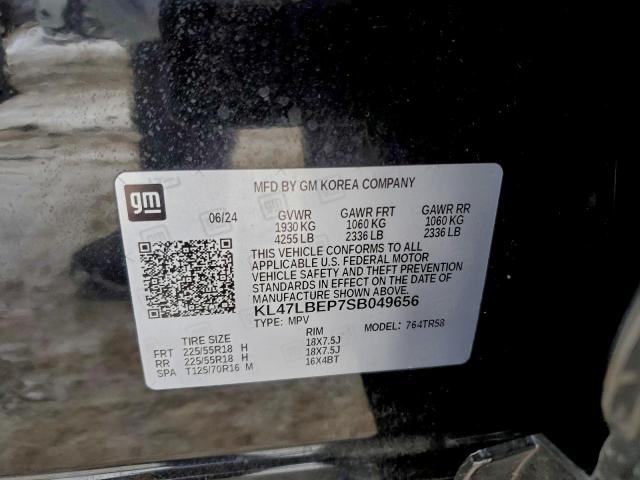 gm
MFD BY GM KOREA COMPANY
06/24 GVWR GAWR FRT GAWR RR
1930 KG 1060 KG 1060 KG
4255 LB 2336 LB 2336 LB
THIS VEHICLE CONFORMS TO ALL
APPLICABLE U.S. FEDERAL MOTOR
VEHICLE SAFETY AND THEFT PREVENTION
STANDARDS IN EFFECT ON THE DATE OF
MANUFACTURE SHOWN ABOVE.
KL47LBEP7SB049656
TYPE: MPV MODEL: 764TR58
TIRE SIZE RIM
FRT 225/55R18 H 18X7.5J
RR 225/55R18 H 18X7.5J
SPA T125/70R16 M 16X4BT